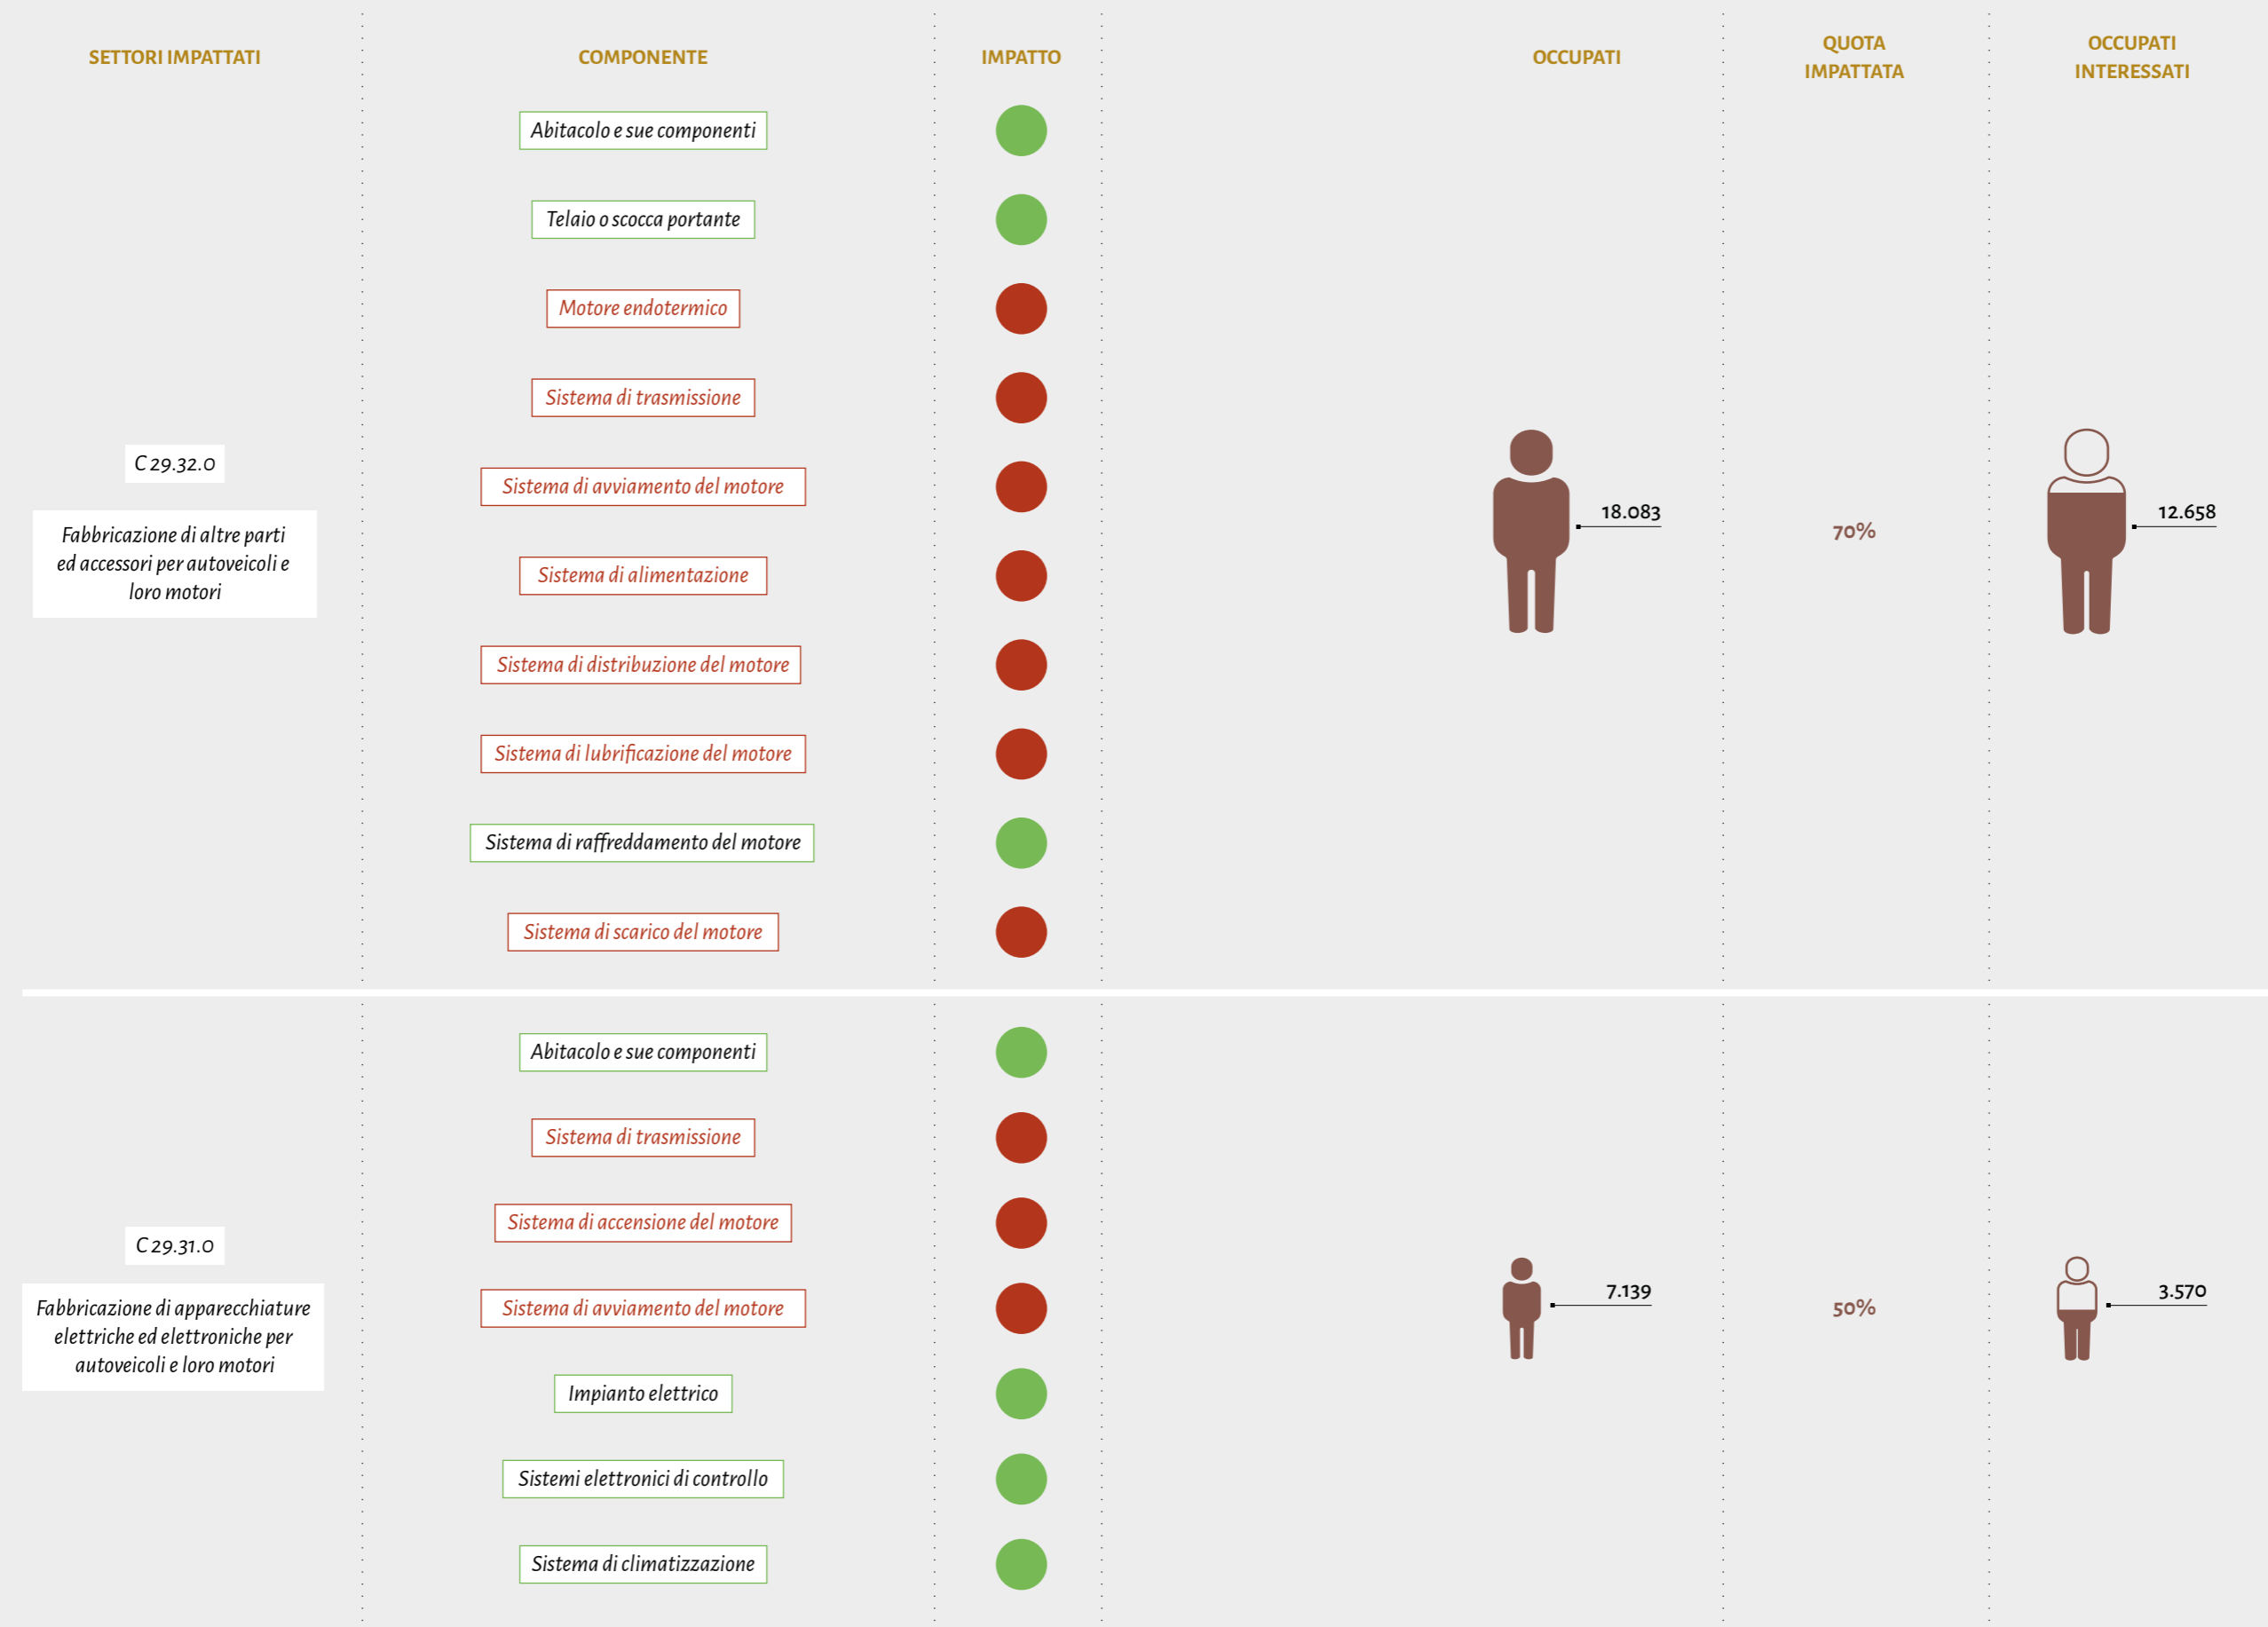 SETTORI IMPATTATI
COMPONENTE
IMPATTO
OCCUPATI
QUOTA
IMPATTATA
OCCUPATI
INTERESSATI
C 29.32.0
Fabbricazione di altre parti
ed accessori per autoveicoli e
loro motori
Abitacolo e sue componenti
Telaio o scocca portante
Motore endotermico
Sistema di trasmissione
Sistema di avviamento del motore
Sistema di alimentazione
Sistema di distribuzione del motore
Sistema di lubrificazione del motore
Sistema di raffreddamento del motore
Sistema di scarico del motore
18.083
70%
12.658
C 29.31.0
Fabbricazione di apparecchiature
elettriche ed elettroniche per
autoveicoli e loro motori
Abitacolo e sue componenti
Sistema di trasmissione
Sistema di accensione del motore
Sistema di avviamento del motore
Impianto elettrico
Sistemi elettronici di controllo
Sistema di climatizzazione
7.139
50%
3.570